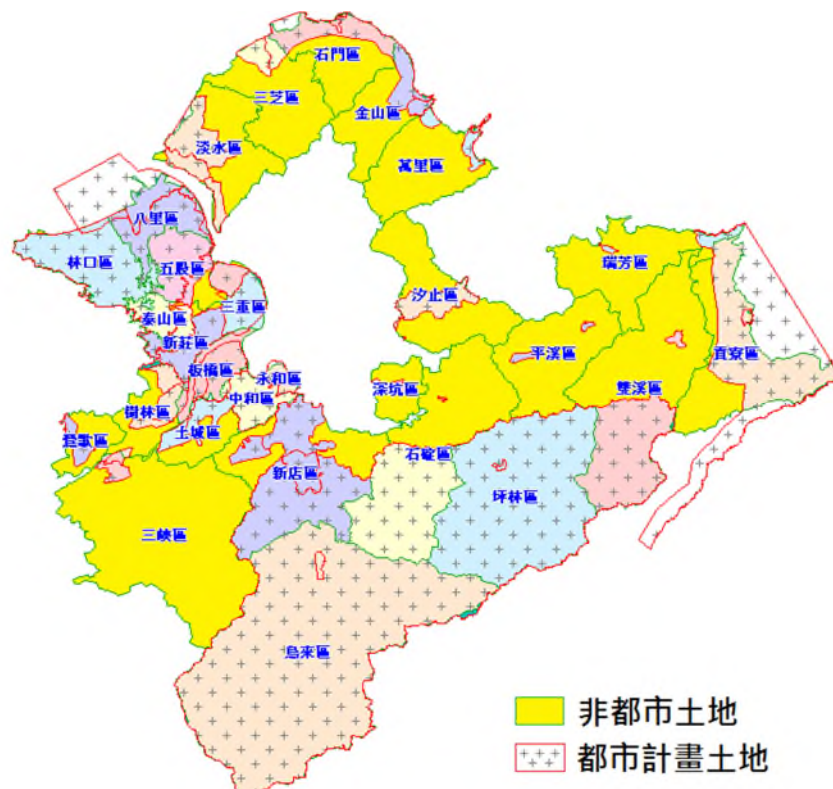 石門區
三芝區
金山區
淡水區
萬里區
八里區
林口區
五股區
瑞芳區
汐止區
三重區
泰山區
新莊區
平溪區
貢寮區
板橋區
永和區
深坑區
雙溪區
中和區
樹林區
土城區
鶯歌區
石碇區
新店區
坪林區
三峽區
烏來區
非都市土地
都市計畫土地